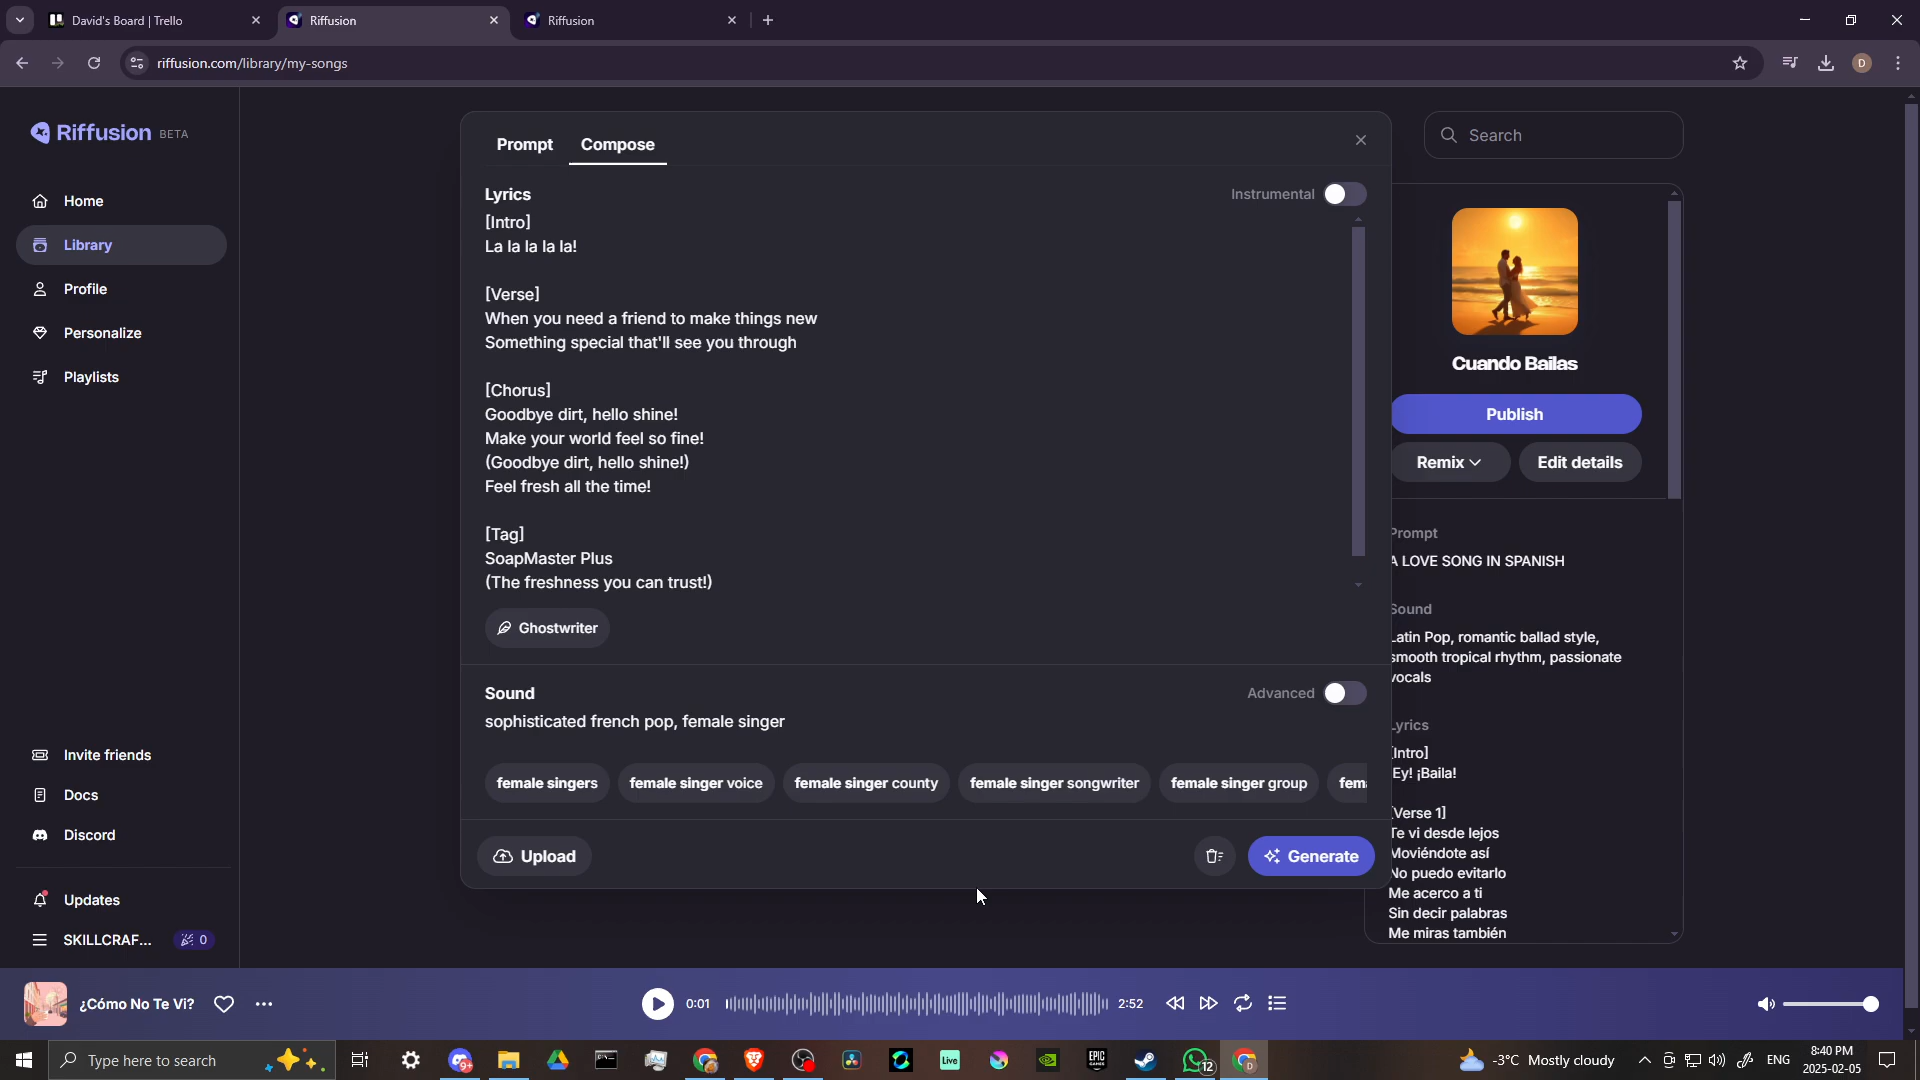 David's Board | Trello
Riffusion
Riffusion
riffusion.com/library/my-songs
D
Riffusion BETA
Home
Library
Profile
Personalize
Playlists
Invite friends
Docs
Discord
Updates
SKILLCRAF... 0
Prompt Compose
Lyrics
Instrumental
[Intro]
La la la la la!
[Verse]
When you need a friend to make things new
Something special that'll see you through
[Chorus]
Goodbye dirt, hello shine!
Make your world feel so fine!
(Goodbye dirt, hello shine!)
Feel fresh all the time!
[Tag]
SoapMaster Plus
(The freshness you can trust!)
Ghostwriter
Sound
Advanced
sophisticated french pop, female singer
female singers female singer voice female singer county female singer songwriter female singer group fem
Upload
Generate
Search
Cuando Bailas
Publish
Remix Edit details
Prompt
A LOVE SONG IN SPANISH
Sound
Latin Pop, romantic ballad style,
smooth tropical rhythm, passionate
vocals
Lyrics
[Intro]
¡Ey! ¡Baila!
[Verse 1]
Te vi desde lejos
Moviéndote así
No puedo evitarlo
Me acerco a ti
Sin decir palabras
Me miras también
¿Cómo No Te Vi?
0:01
2:52
Type here to search
9+
Live
EPIC GAMES
12
D
-3°C Mostly cloudy
ENG
8:40 PM
2025-02-05